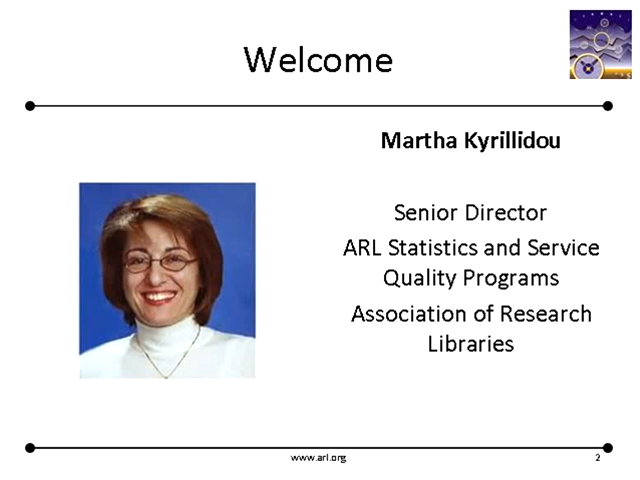 Welcome
Martha Kyrillidou
Senior Director
ARL Statistics and Service
Quality Programs
Association of Research
Libraries
www.arl.org
2